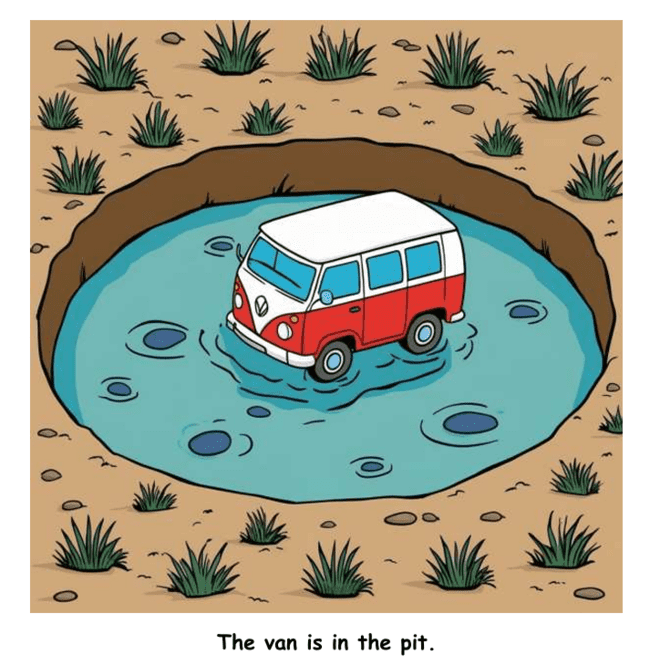 The van is in the pit.